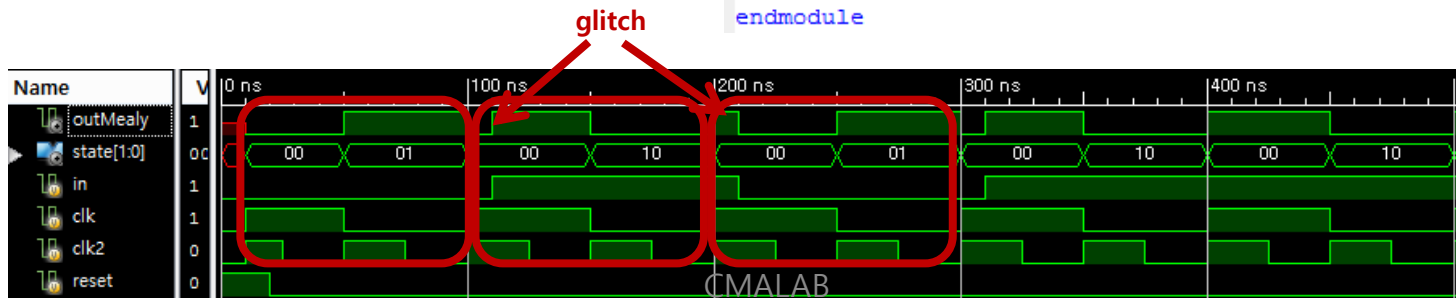 glitch
endmodule
Name V 0 ns 100 ns 200 ns 300 ns 400 ns
outMealy 1
state[1:0] 00 01 00 10 00 01 00 10 00 10
in 1
clk 1
clk2 0
reset 0
CMALAB